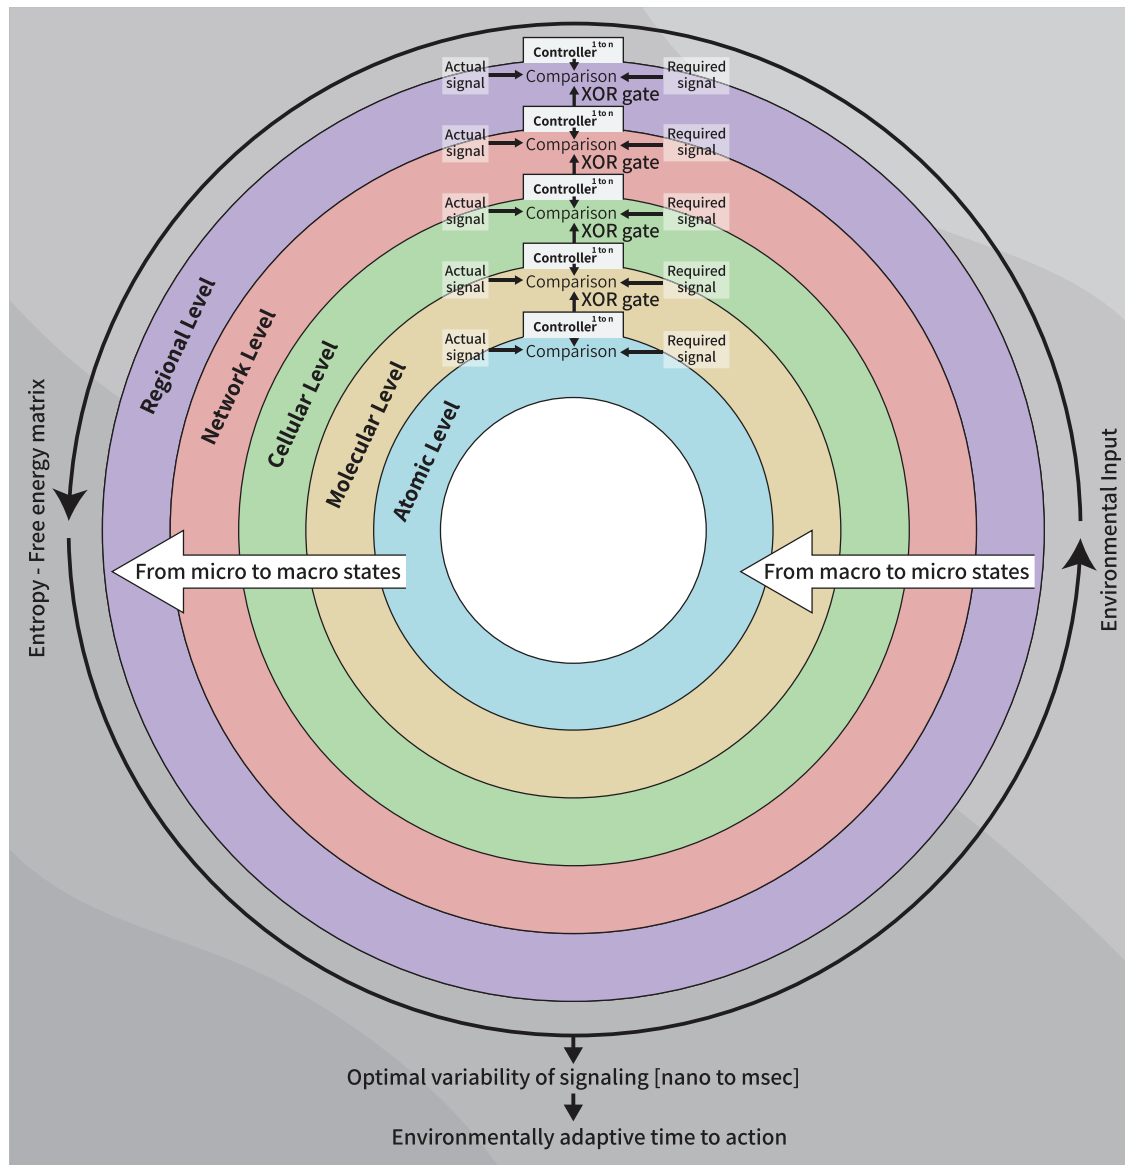 Controller 1 to n
Actual
signal
Comparison
Required
signal
XOR gate
Controller 1 to n
Actual
signal
Comparison
Required
signal
XOR gate
Controller 1 to n
Actual
signal
Comparison
Required
signal
XOR gate
Controller 1 to n
Actual
signal
Comparison
Required
signal
XOR gate
Controller 1 to n
Actual
signal
Comparison
Required
signal
Regional Level
Network Level
Cellular Level
Molecular Level
Atomic Level
Entropy - Free energy matrix
Environmental Input
From micro to macro states
From macro to micro states
Optimal variability of signaling [nano to msec]
Environmentally adaptive time to action